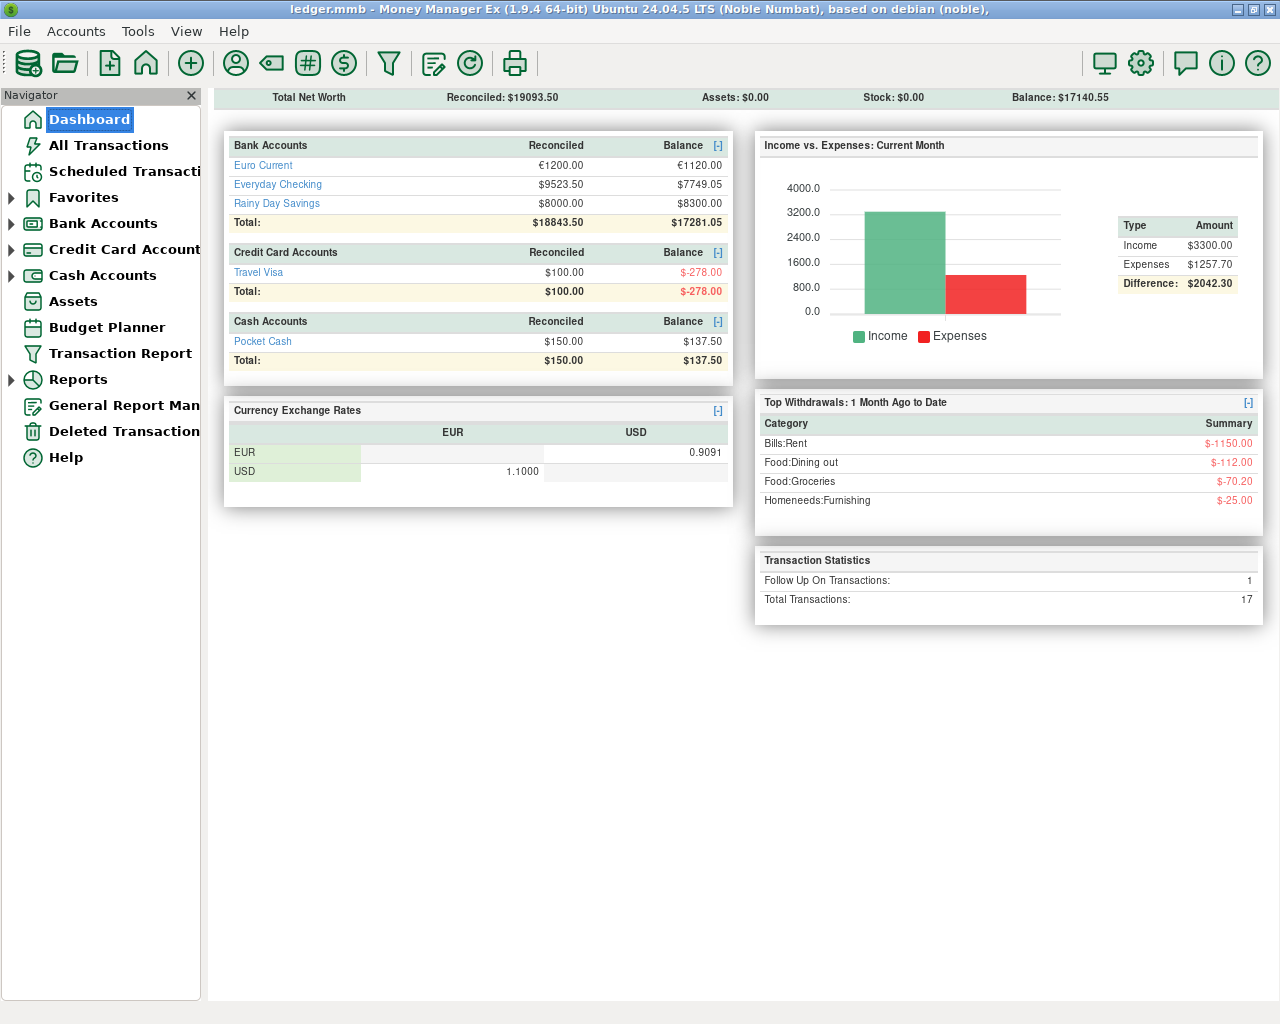 ledger.mmb - Money Manager Ex (1.9.4 64-bit) Ubuntu 24.04.5 LTS (Noble Numbat), based on debian (noble),
File Accounts Tools View Help
Navigator
Dashboard
All Transactions
Scheduled Transacti
Favorites
Bank Accounts
Credit Card Account
Cash Accounts
Assets
Budget Planner
Transaction Report
Reports
General Report Man
Deleted Transaction
Help
Total Net Worth Reconciled: $19093.50 Assets: $0.00 Stock: $0.00 Balance: $17140.55
Bank Accounts Reconciled Balance [-]
Euro Current €1200.00 €1120.00
Everyday Checking $9523.50 $7749.05
Rainy Day Savings $8000.00 $8300.00
Total: $18843.50 $17281.05
Credit Card Accounts Reconciled Balance [-]
Travel Visa $100.00 $-278.00
Total: $100.00 $-278.00
Cash Accounts Reconciled Balance [-]
Pocket Cash $150.00 $137.50
Total: $150.00 $137.50
Currency Exchange Rates [-]
EUR USD
EUR 0.9091
USD 1.1000
Income vs. Expenses: Current Month
4000.0
3200.0
2400.0
1600.0
800.0
0.0
Income Expenses
Type Amount
Income $3300.00
Expenses $1257.70
Difference: $2042.30
Top Withdrawals: 1 Month Ago to Date [-]
Category Summary
Bills:Rent $-1150.00
Food:Dining out $-112.00
Food:Groceries $-70.20
Homeneeds:Furnishing $-25.00
Transaction Statistics
Follow Up On Transactions: 1
Total Transactions: 17